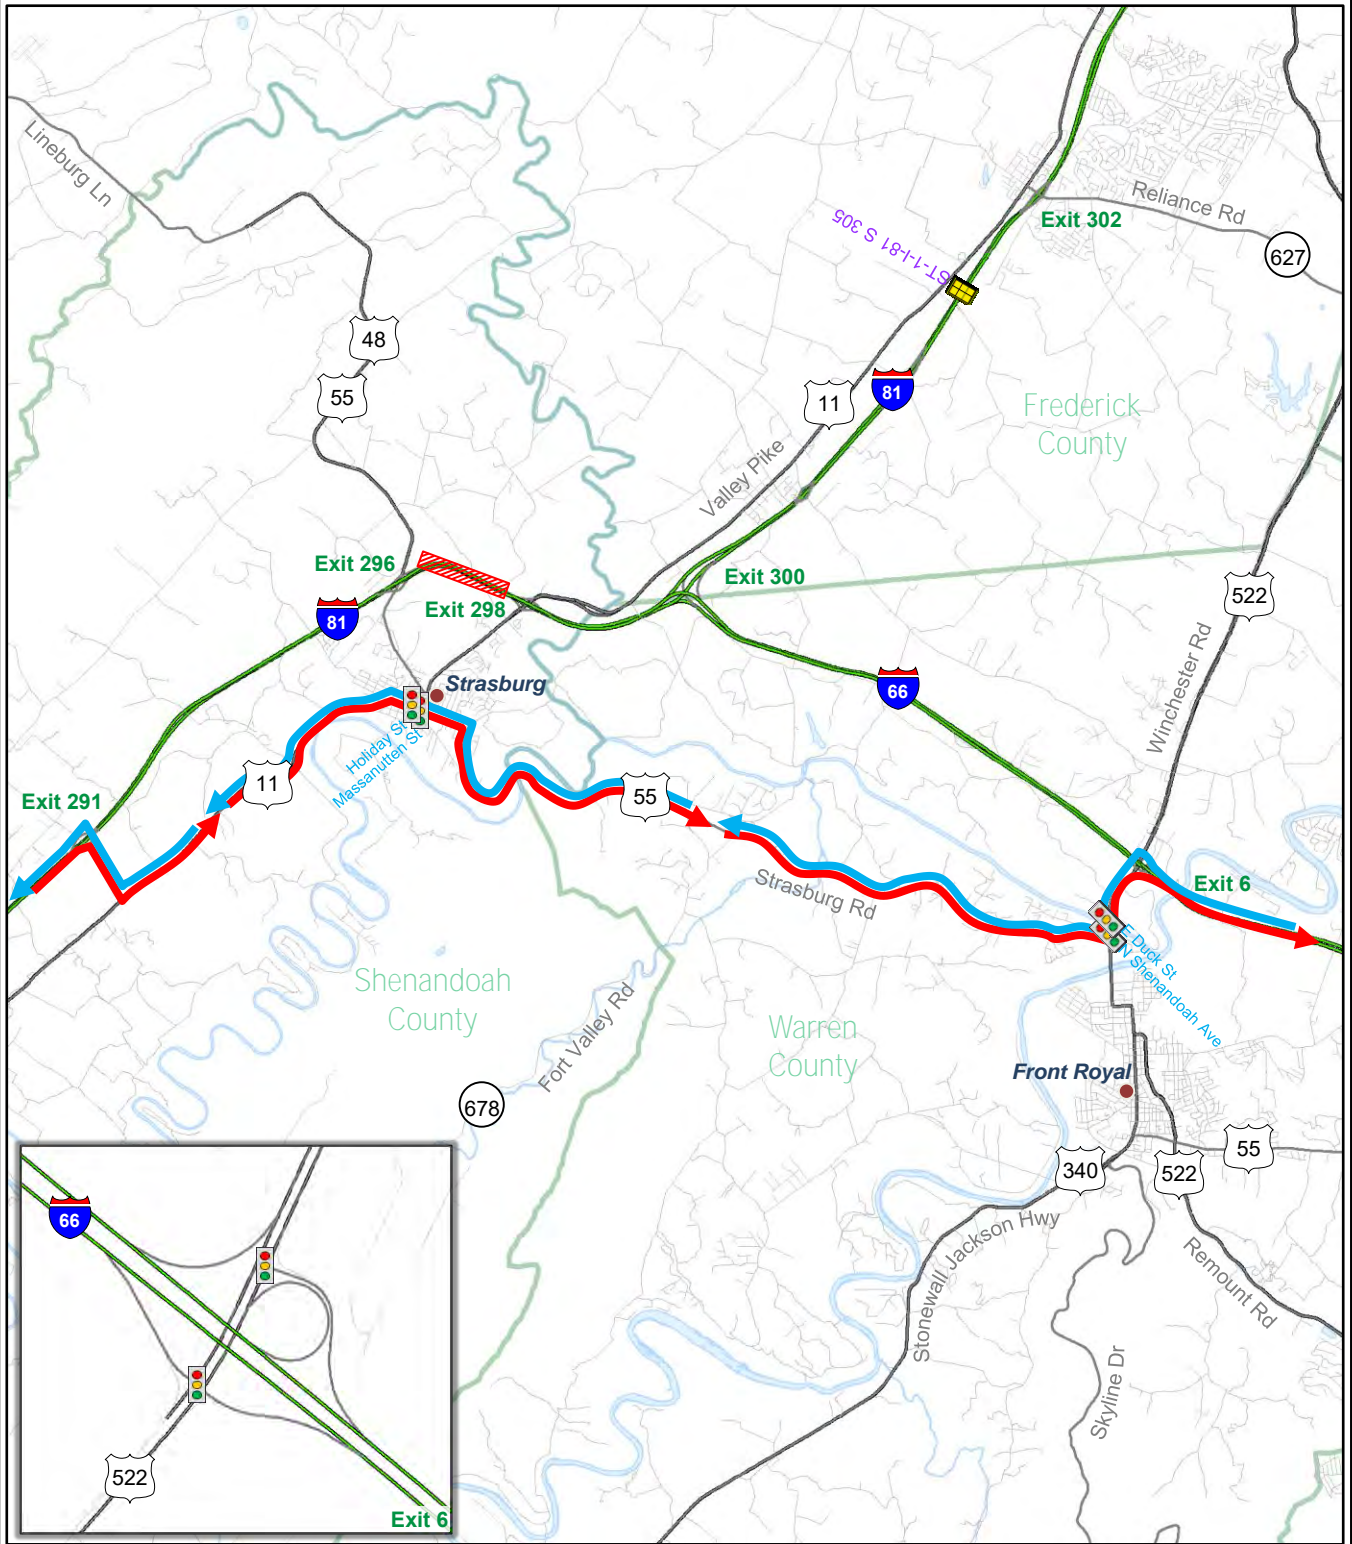 Lineburg Ln
Reliance Rd
Exit 302
ST-1-I-81 S 305
627
48
55
11
81
Frederick
County
Valley Pike
Exit 296
Exit 300
522
Exit 298
81
Winchester Rd
Strasburg
66
Holiday St
Massanutten St
11
55
Exit 291
Strasburg Rd
Exit 6
E Duck St
N Shenandoah Ave
Shenandoah
County
Warren
County
Fort Valley Rd
Front Royal
678
55
340
522
66
Stonewall Jackson Hwy
Remount Rd
Skyline Dr
522
Exit 6